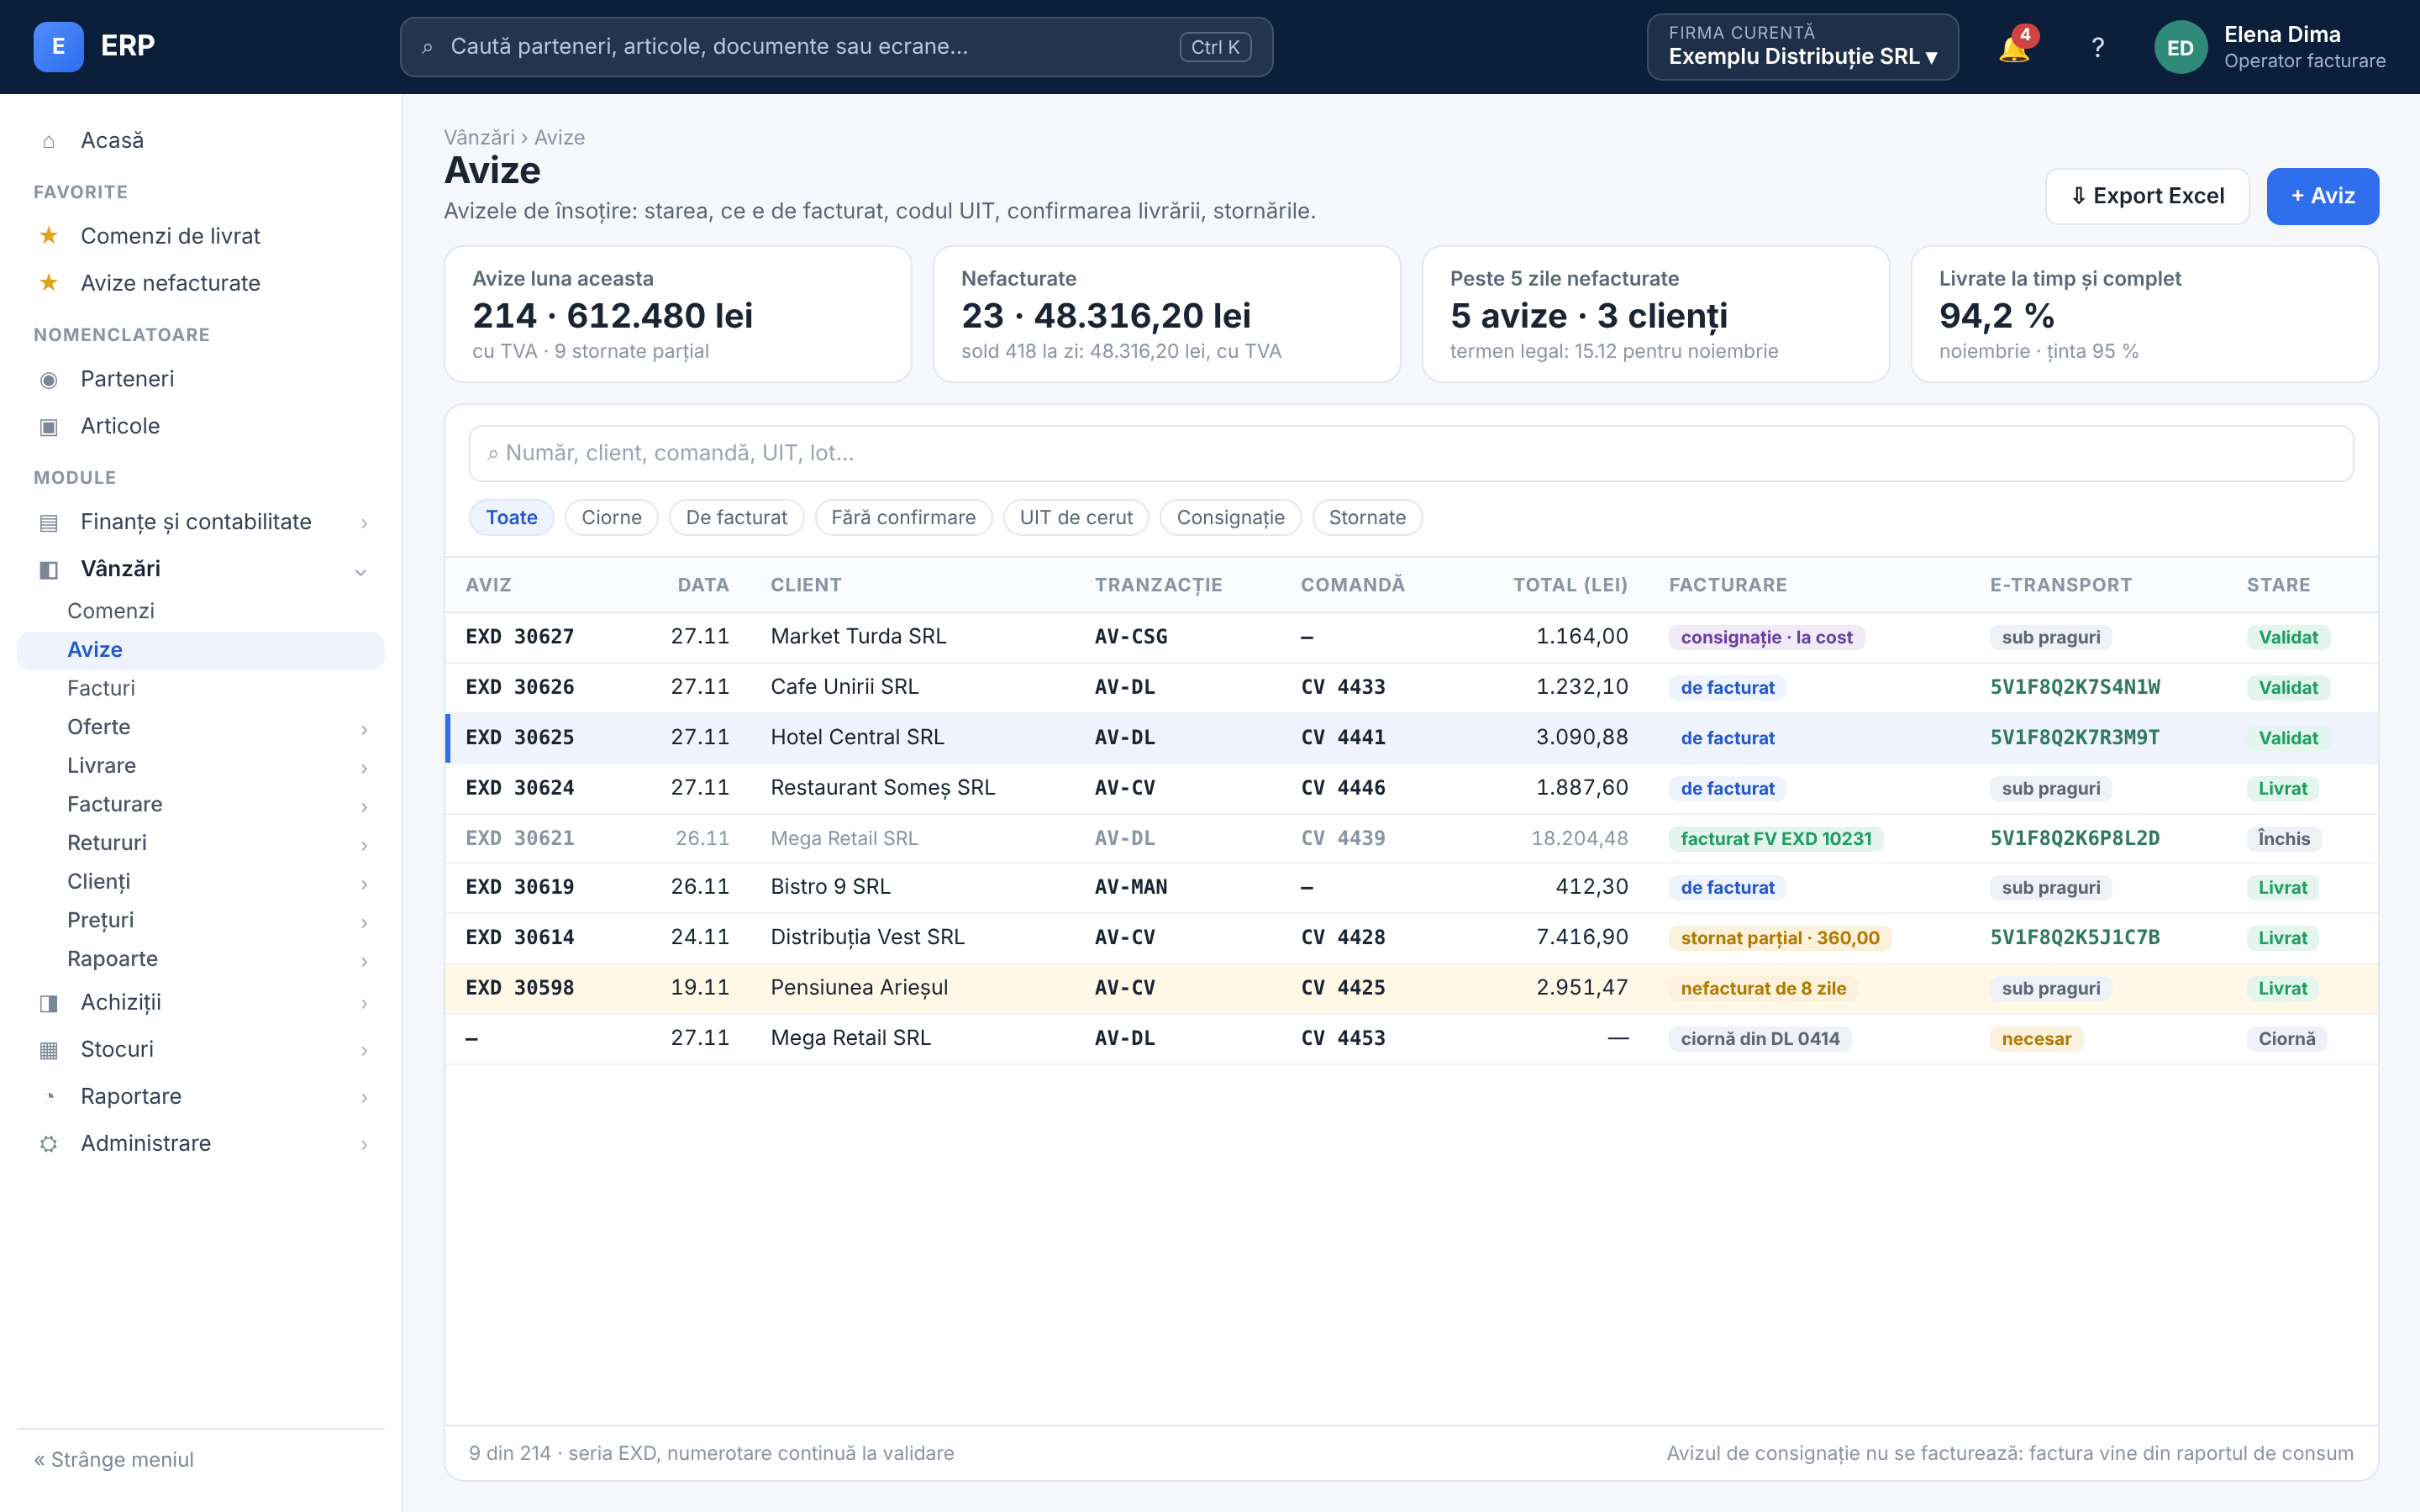 E ERP
Caută parteneri, articole, documente sau ecrane... Ctrl K
FIRMA CURENTĂ
Exemplu Distribuție SRL ▾
4
?
ED
Elena Dima
Operator facturare
Acasă
FAVORITE
★ Comenzi de livrat
★ Avize nefacturate
NOMENCLATOARE
Parteneri
Articole
MODULE
Finanțe și contabilitate ›
Vânzări
Comenzi
Avize
Facturi
Oferte ›
Livrare ›
Facturare ›
Retururi ›
Clienți ›
Prețuri ›
Rapoarte ›
Achiziții ›
Stocuri ›
Raportare ›
Administrare ›
« Strânge meniul
Vânzări › Avize
Avize
Avizele de însoțire: starea, ce e de facturat, codul UIT, confirmarea livrării, stornările.
⇩ Export Excel
+ Aviz
Avize luna aceasta
214 · 612.480 lei
cu TVA · 9 stornate parțial
Nefacturate
23 · 48.316,20 lei
sold 418 la zi: 48.316,20 lei, cu TVA
Peste 5 zile nefacturate
5 avize · 3 clienți
termen legal: 15.12 pentru noiembrie
Livrate la timp și complet
94,2 %
noiembrie · ținta 95 %
Număr, client, comandă, UIT, lot...
Toate Ciorne De facturat Fără confirmare UIT de cerut Consignație Stornate
AVIZ DATA CLIENT TRANZACȚIE COMANDĂ TOTAL (LEI) FACTURARE E-TRANSPORT STARE
EXD 30627 27.11 Market Turda SRL AV-CSG — 1.164,00 consignație · la cost sub praguri Validat
EXD 30626 27.11 Cafe Unirii SRL AV-DL CV 4433 1.232,10 de facturat 5V1F8Q2K7S4N1W Validat
EXD 30625 27.11 Hotel Central SRL AV-DL CV 4441 3.090,88 de facturat 5V1F8Q2K7R3M9T Validat
EXD 30624 27.11 Restaurant Someș SRL AV-CV CV 4446 1.887,60 de facturat sub praguri Livrat
EXD 30621 26.11 Mega Retail SRL AV-DL CV 4439 18.204,48 facturat FV EXD 10231 5V1F8Q2K6P8L2D Închis
EXD 30619 26.11 Bistro 9 SRL AV-MAN — 412,30 de facturat sub praguri Livrat
EXD 30614 24.11 Distribuția Vest SRL AV-CV CV 4428 7.416,90 stornat parțial · 360,00 5V1F8Q2K5J1C7B Livrat
EXD 30598 19.11 Pensiunea Arieșul AV-CV CV 4425 2.951,47 nefacturat de 8 zile sub praguri Livrat
— 27.11 Mega Retail SRL AV-DL CV 4453 — ciornă din DL 0414 necesar Ciornă
9 din 214 · seria EXD, numerotare continuă la validare
Avizul de consignație nu se facturează: factura vine din raportul de consum